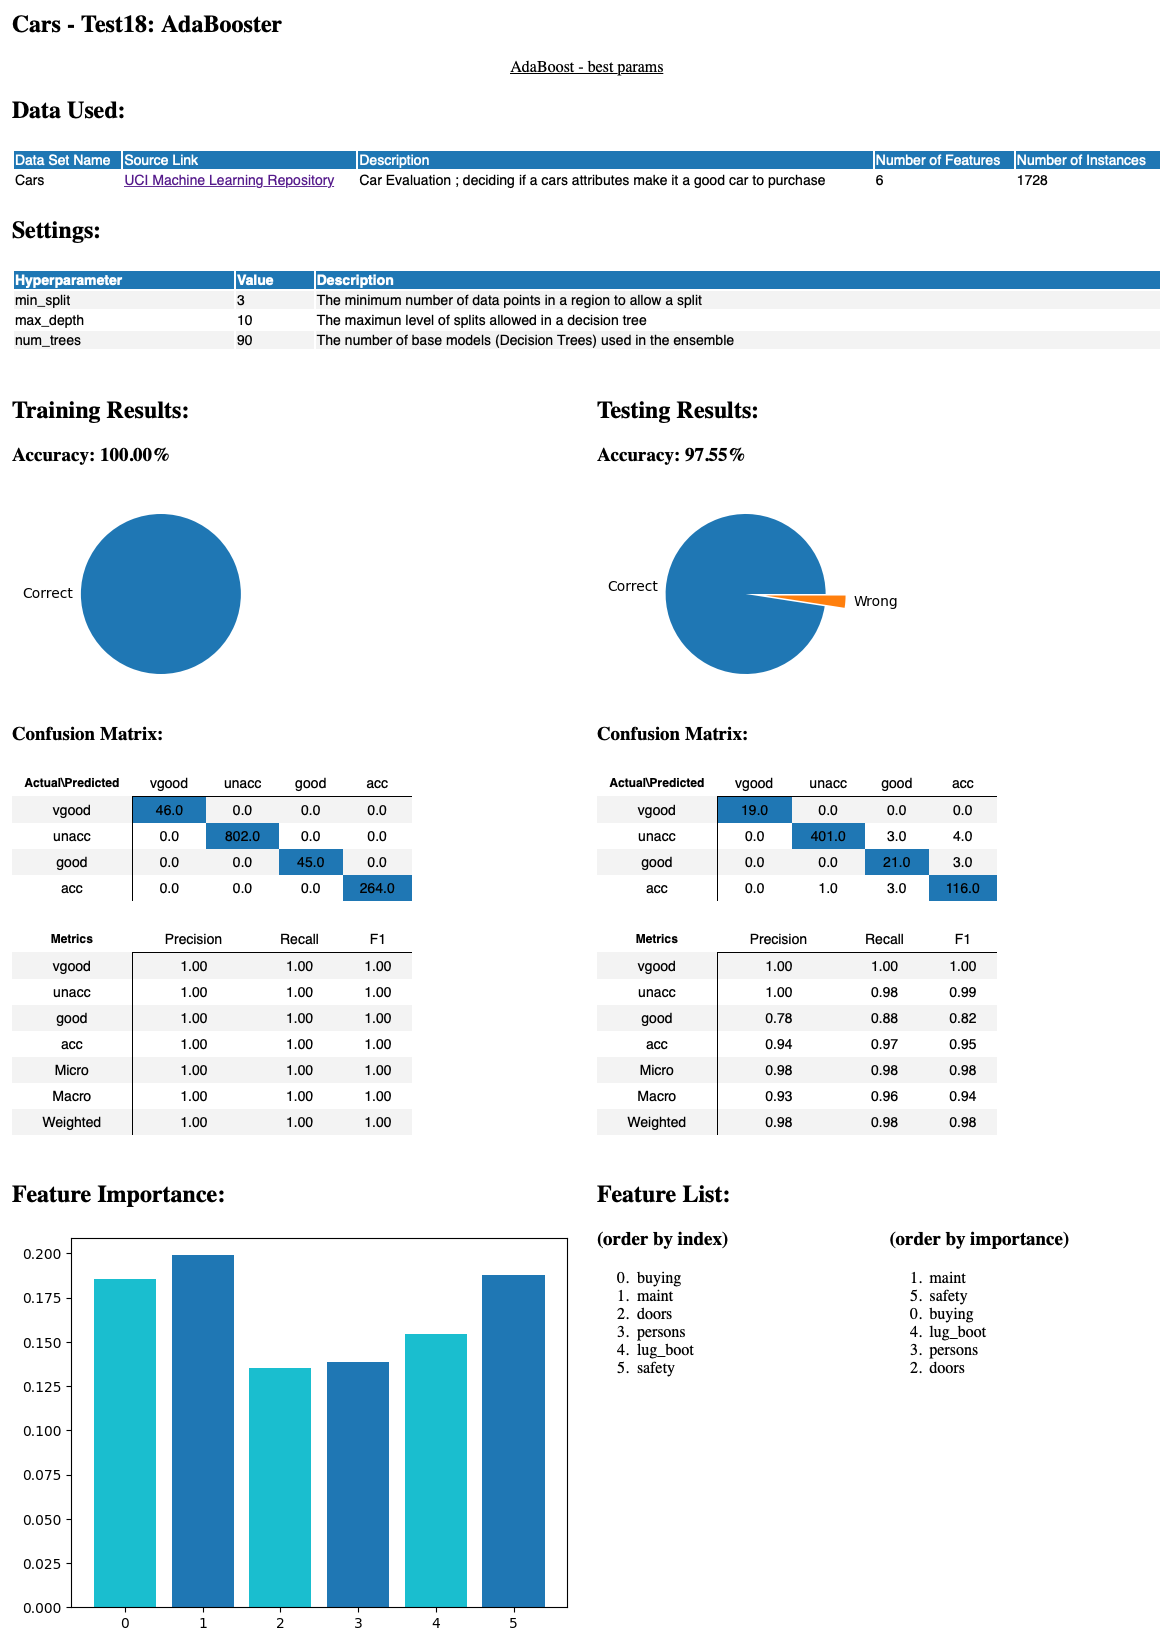 Cars - Test18: AdaBooster
AdaBoost - best params
Data Used:
Data Set Name Source Link Description Number of Features Number of Instances
Cars UCI Machine Learning Repository Car Evaluation ; deciding if a cars attributes make it a good car to purchase 6 1728
Settings:
Hyperparameter Value Description
min_split 3 The minimum number of data points in a region to allow a split
max_depth 10 The maximun level of splits allowed in a decision tree
num_trees 90 The number of base models (Decision Trees) used in the ensemble
Training Results:
Accuracy: 100.00%
Correct
Confusion Matrix:
Actual\Predicted vgood unacc good acc
vgood 46.0 0.0 0.0 0.0
unacc 0.0 802.0 0.0 0.0
good 0.0 0.0 45.0 0.0
acc 0.0 0.0 0.0 264.0
Metrics Precision Recall F1
vgood 1.00 1.00 1.00
unacc 1.00 1.00 1.00
good 1.00 1.00 1.00
acc 1.00 1.00 1.00
Micro 1.00 1.00 1.00
Macro 1.00 1.00 1.00
Weighted 1.00 1.00 1.00
Testing Results:
Accuracy: 97.55%
Correct
Wrong
Confusion Matrix:
Actual\Predicted vgood unacc good acc
vgood 19.0 0.0 0.0 0.0
unacc 0.0 401.0 3.0 4.0
good 0.0 0.0 21.0 3.0
acc 0.0 1.0 3.0 116.0
Metrics Precision Recall F1
vgood 1.00 1.00 1.00
unacc 1.00 0.98 0.99
good 0.78 0.88 0.82
acc 0.94 0.97 0.95
Micro 0.98 0.98 0.98
Macro 0.93 0.96 0.94
Weighted 0.98 0.98 0.98
Feature Importance:
0.200
0.175
0.150
0.125
0.100
0.075
0.050
0.025
0.000
0 1 2 3 4 5
Feature List:
(order by index)
0. buying
1. maint
2. doors
3. persons
4. lug_boot
5. safety
(order by importance)
1. maint
5. safety
0. buying
4. lug_boot
3. persons
2. doors